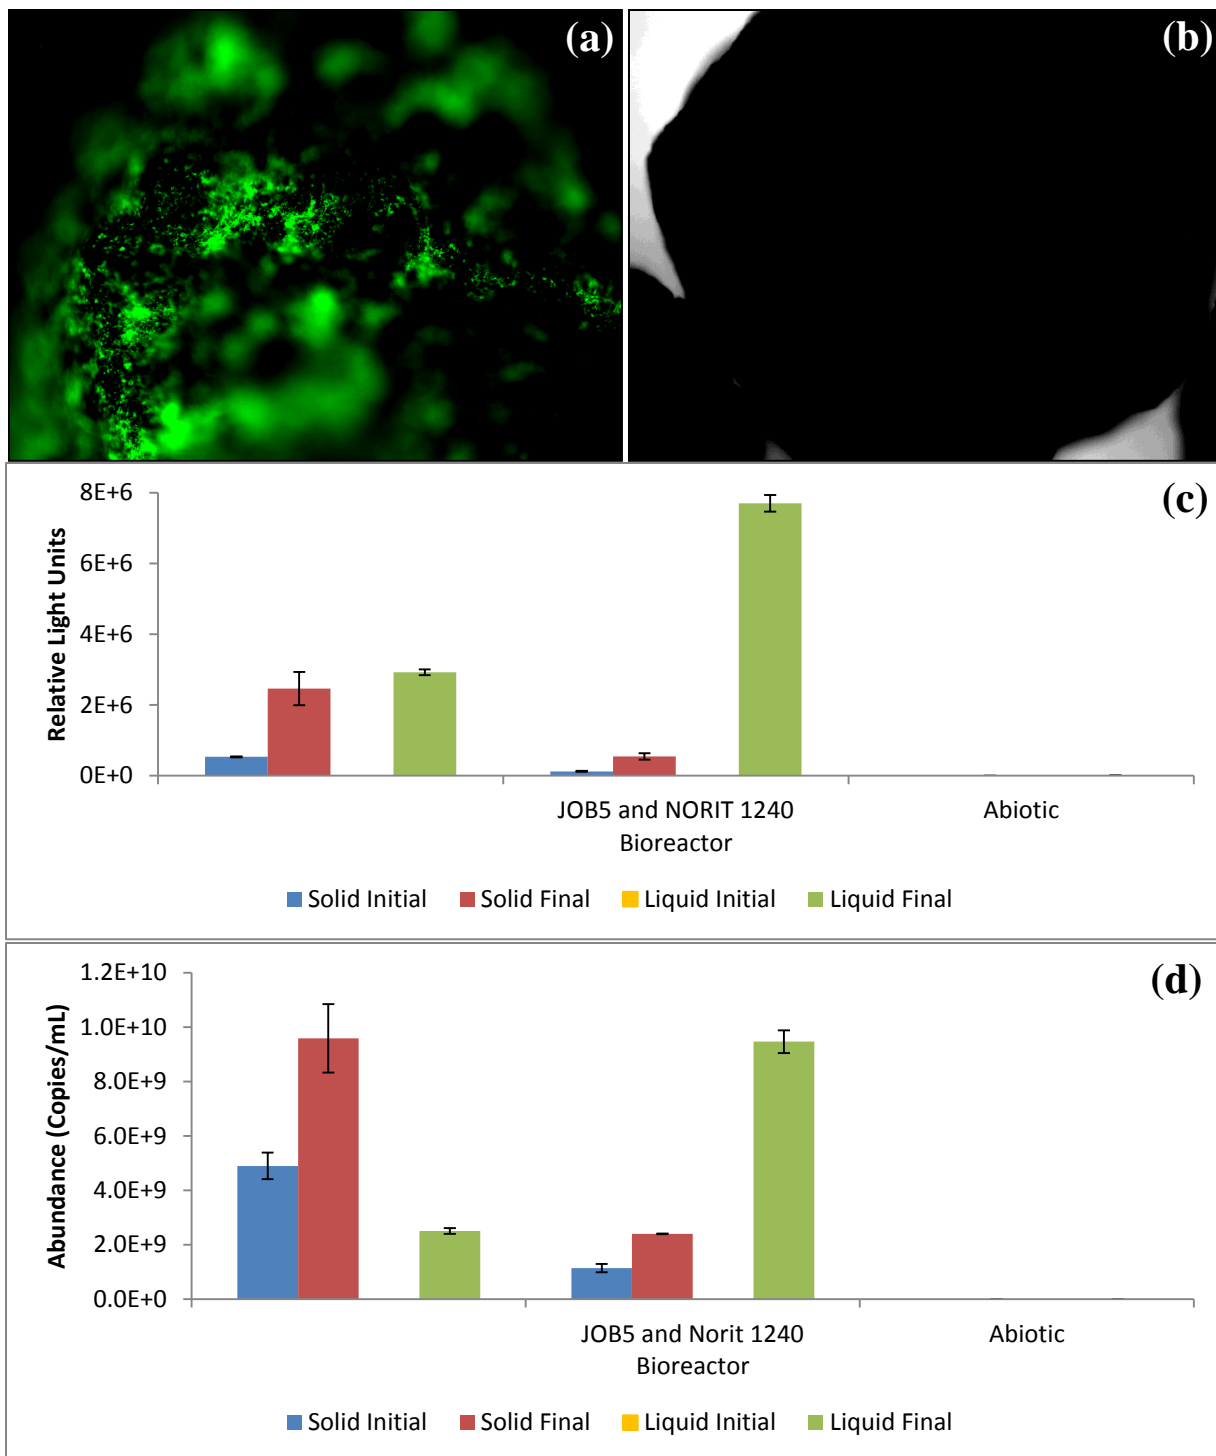 (a)
(b)
(c)
8E+6
6E+6
4E+6
2E+6
0E+0
Relative Light Units
JOB5 and NORIT 1240
Bioreactor
Abiotic
Solid Initial
Solid Final
Liquid Initial
Liquid Final
(d)
1.2E+10
1.0E+10
8.0E+9
6.0E+9
4.0E+9
2.0E+9
0.0E+0
Abundance (Copies/mL)
JOB5 and Norit 1240
Bioreactor
Abiotic
Solid Initial
Solid Final
Liquid Initial
Liquid Final